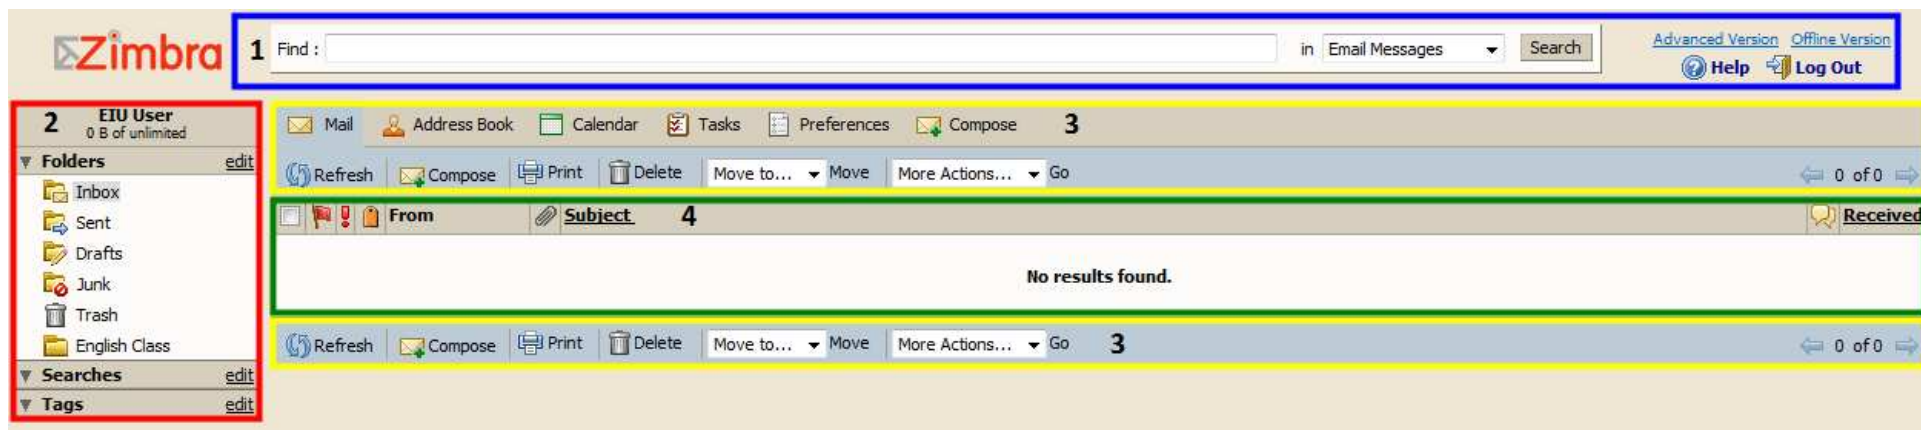 Zimbra
1 Find : in Email Messages Search
Advanced Version Offline Version
Help Log Out
2 EIU User
0 B of unlimited
Folders edit
Inbox
Sent
Drafts
Junk
Trash
English Class
Searches edit
Tags edit
Mail Address Book Calendar Tasks Preferences Compose 3
Refresh Compose Print Delete Move to... Move More Actions... Go 0 of 0
From Subject 4 Received
No results found.
Refresh Compose Print Delete Move to... Move More Actions... Go 3 0 of 0